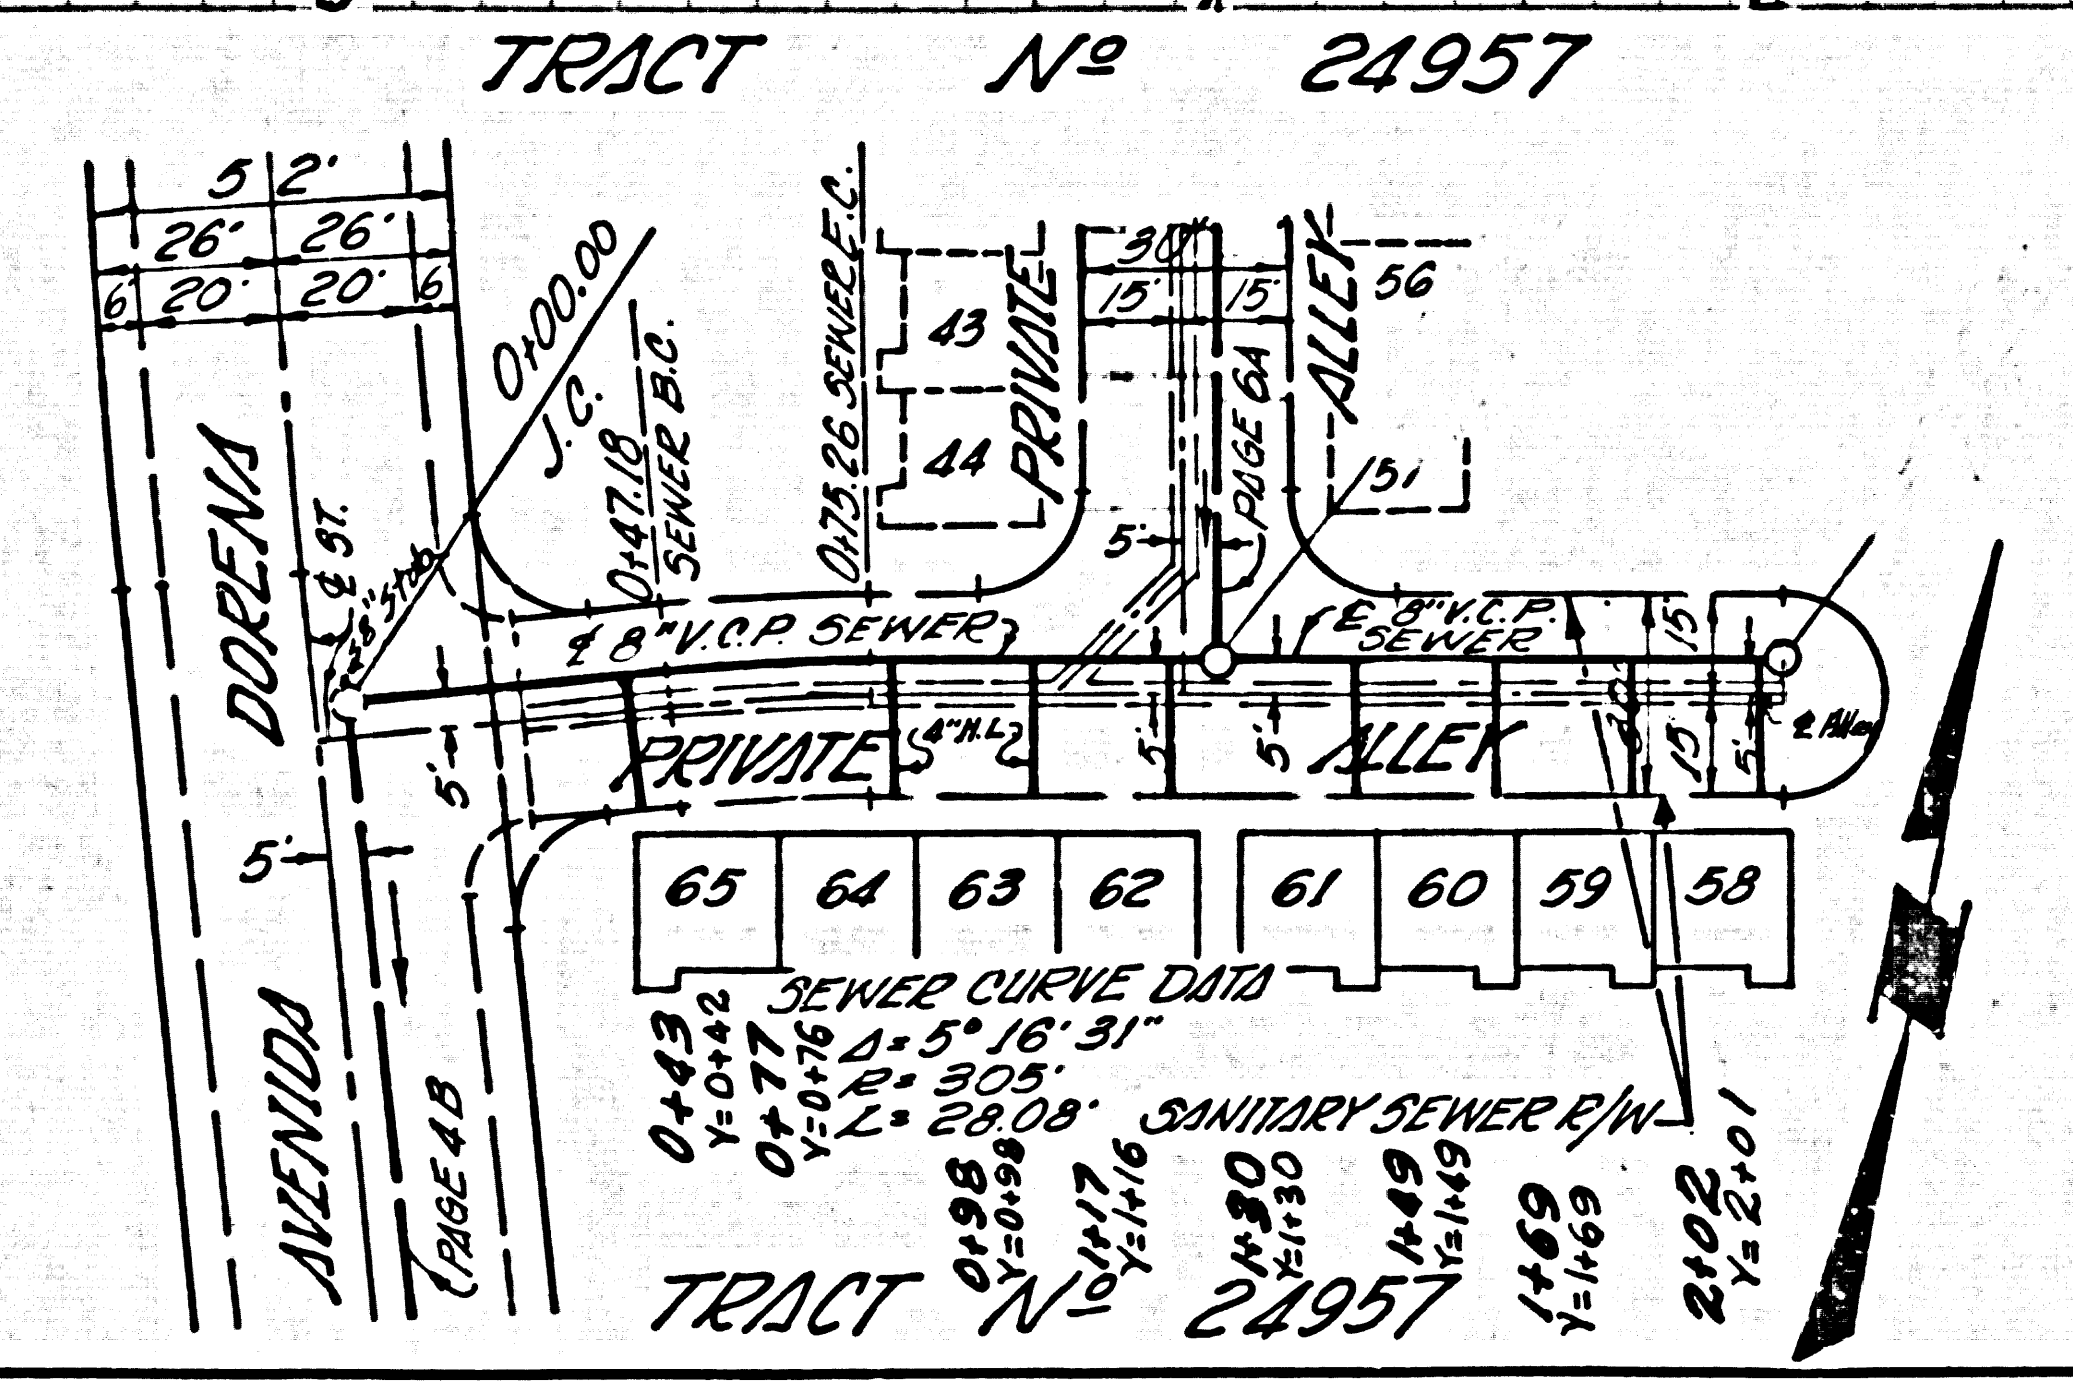 TRACT Nº 24957
52'
26' 26'
6' 20' 20' 6
0+00.00
J.C.
0+47.18
SEWER B.C.
0+75.26 SEWER E.C.
43
44
PRIVATE
30'
15' 15'
PAGE 6A
ALLEY
56
51
5'
DORENA
℄ ST.
℄ 8" V.C.P. SEWER
℄ 8" V.C.P.
SEWER
15'
15'
5'
PRIVATE
4" H.L.
5'
5'
ALLEY
5'
5'
65 64 63 62 61 60 59 58
AVENIDA
PAGE 4B
SEWER CURVE DATA
Δ= 5° 16' 31"
R= 305'
L= 28.08'
SANITARY SEWER R/W
0+43
Y=0+42
0+77
Y=0+76
0+98
Y=0+98
1+17
Y=1+16
1+30
Y=1+30
1+49
Y=1+49
1+69
Y=1+69
2+02
Y=2+01
TRACT Nº 24957